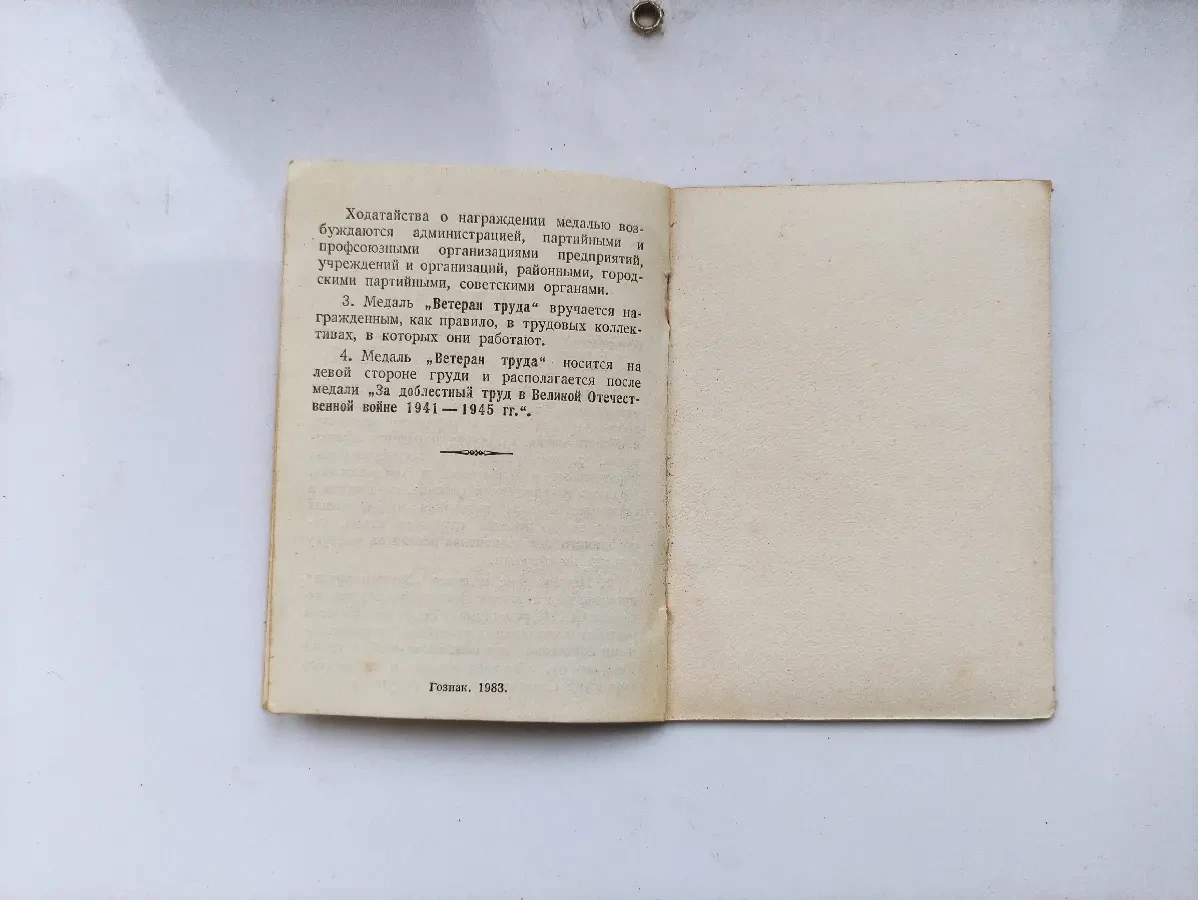 Ходатайства о награждении медалью воз-
буждаются администрацией, партийными и
профсоюзными организациями предприятий,
учреждений и организаций, районными, город-
скими партийными, советскими органами.
3. Медаль „Ветеран труда“ вручается на-
гражденным, как правило, в трудовых коллек-
тивах, в которых они работают.
4. Медаль „Ветеран труда“ носится на
левой стороне груди и располагается после
медали „За доблестный труд в Великой Отечест-
венной войне 1941 — 1945 гг.“.
Гознак. 1983.